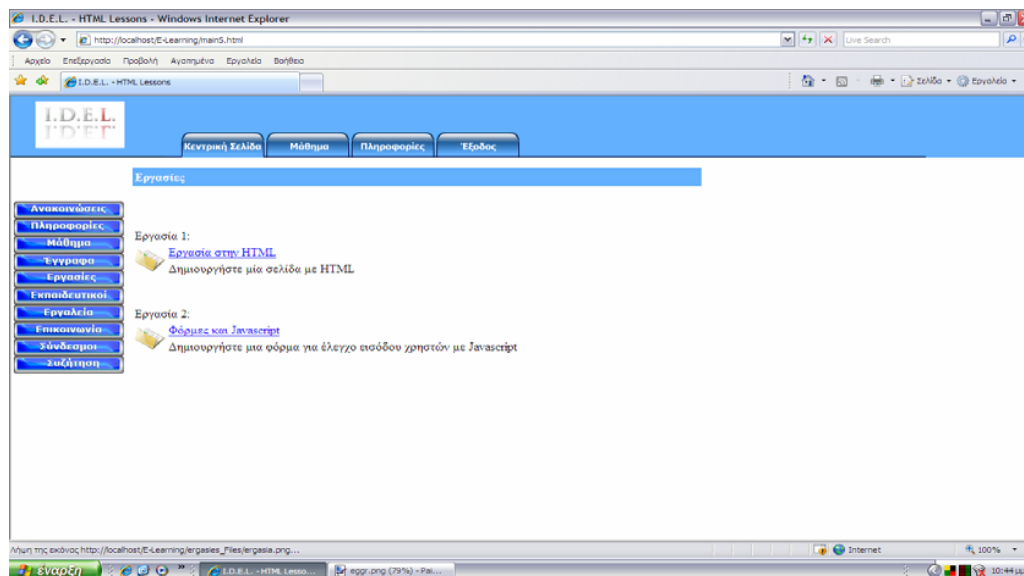 I.D.E.L. - HTML Lessons - Windows Internet Explorer
http://localhost/E-Learning/mainS.html
Live Search
Αρχείο Επεξεργασία Προβολή Αγαπημένα Εργαλεία Βοήθεια
I.D.E.L. - HTML Lessons
Σελίδα Εργαλεία
I.D.E.L.
Κεντρική Σελίδα Μάθημα Πληροφορίες Έξοδος
Εργασίες
Ανακοινώσεις
Πληροφορίες
Μάθημα
Έγγραφα
Εργασίες
Εκπαιδευτικοί
Εργαλεία
Επικοινωνία
Σύνδεσμοι
Συζήτηση
Εργασία 1:
Εργασία στην HTML
Δημιουργήστε μία σελίδα με HTML
Εργασία 2:
Φόρμες και Javascript
Δημιουργήστε μια φόρμα για έλεγχο εισόδου χρηστών με Javascript
Λήψη της εικόνας http://localhost/E-Learning/ergasies_Files/ergasia.png...
Internet
100%
έναρξη
I.D.E.L. - HTML Lesso...
eggr.png (79%) - Pai...
10:44 μμ